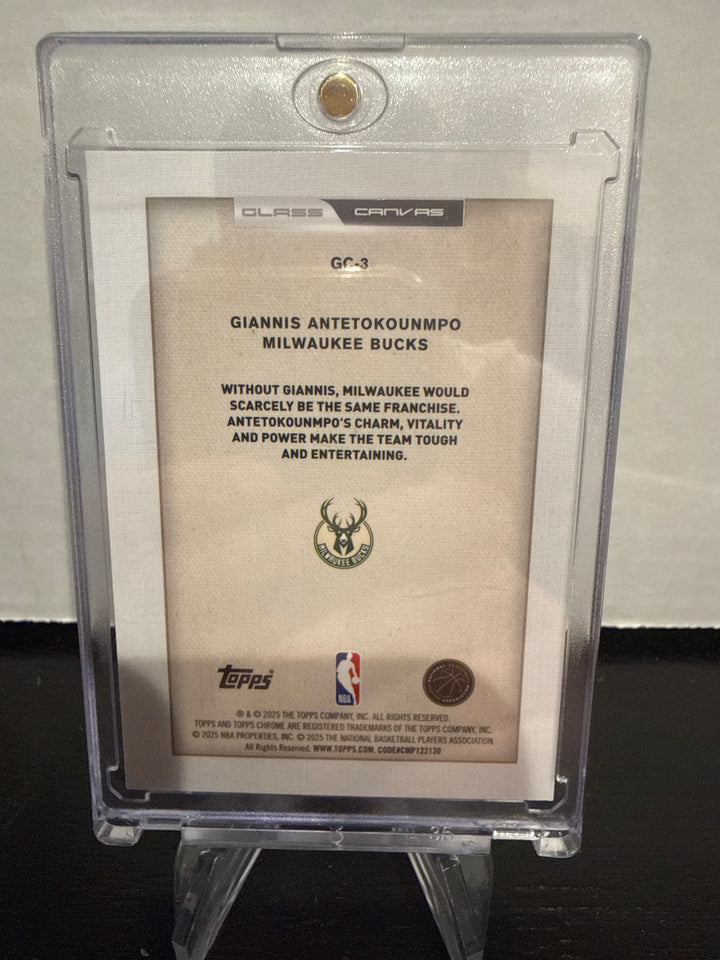 GLASS CANVAS
GC-3
GIANNIS ANTETOKOUNMPO
MILWAUKEE BUCKS
WITHOUT GIANNIS, MILWAUKEE WOULD
SCARCELY BE THE SAME FRANCHISE.
ANTETOKOUNMPO'S CHARM, VITALITY
AND POWER MAKE THE TEAM TOUGH
AND ENTERTAINING.
MILWAUKEE BUCKS
Topps®
NBA
® & © 2025 THE TOPPS COMPANY, INC. ALL RIGHTS RESERVED.
TOPPS AND TOPPS CHROME ARE REGISTERED TRADEMARKS OF THE TOPPS COMPANY, INC.
© 2025 NBA PROPERTIES, INC. © 2025 THE NATIONAL BASKETBALL PLAYERS ASSOCIATION.
All Rights Reserved. WWW.TOPPS.COM. CODE#CMP122130